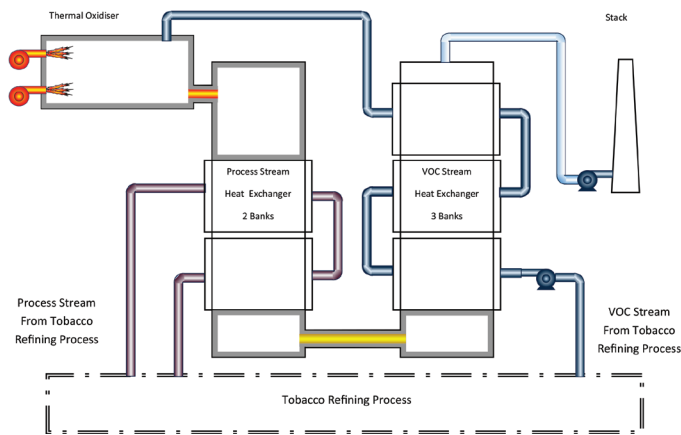 Thermal Oxidiser
Stack
Process Stream
Heat Exchanger
2 Banks
VOC Stream
Heat Exchanger
3 Banks
Process Stream
From Tobacco
Refining Process
VOC Stream
From Tobacco
Refining Process
Tobacco Refining Process